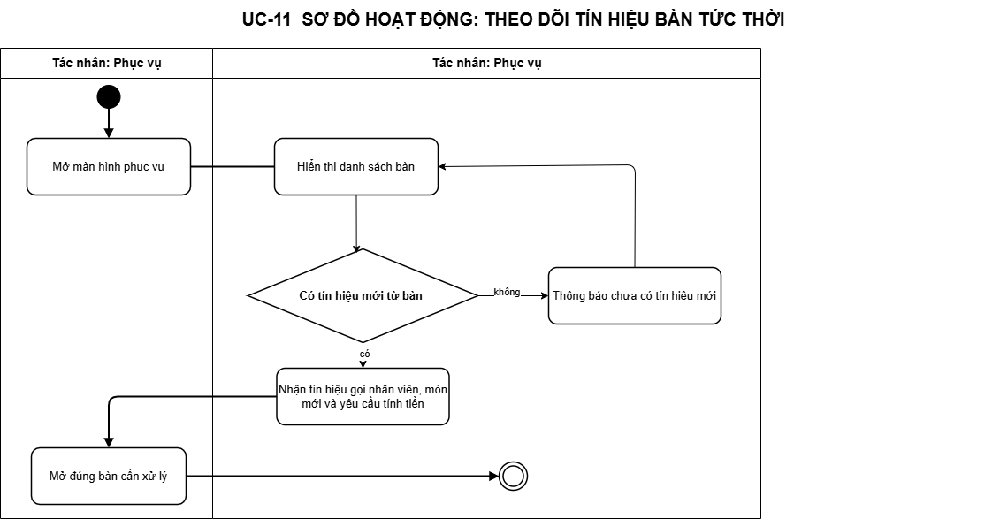 UC-11 SƠ ĐỒ HOẠT ĐỘNG: THEO DÕI TÍN HIỆU BÀN TỨC THỜI
Tác nhân: Phục vụ
Tác nhân: Phục vụ
Mở màn hình phục vụ
Hiển thị danh sách bàn
Có tín hiệu mới từ bàn
không
Thông báo chưa có tín hiệu mới
có
Nhận tín hiệu gọi nhân viên, món
mới và yêu cầu tính tiền
Mở đúng bàn cần xử lý